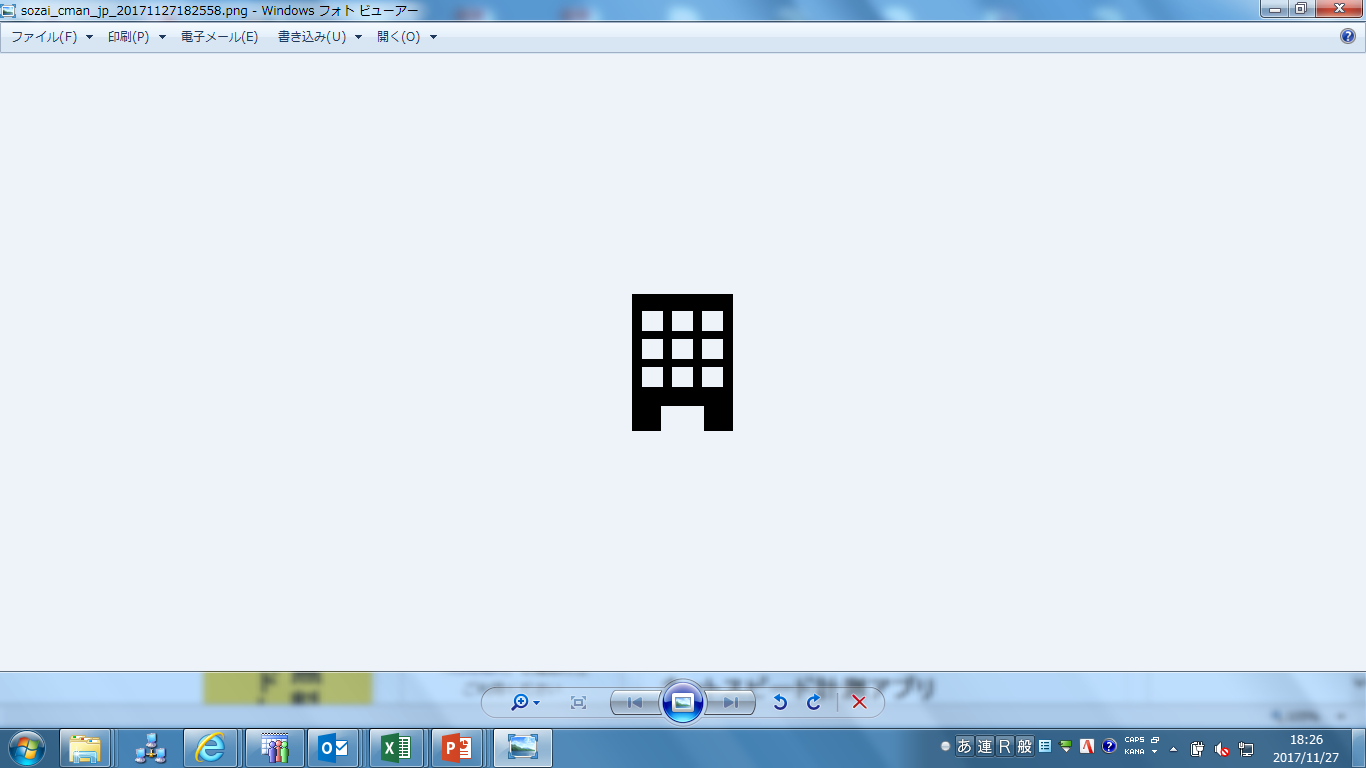 sozai_cman_jp_20171127182558.png - Windows フォト ビューアー
ファイル(F) 印刷(P) 電子メール(E) 書き込み(U) 開く(O)
あ 連 R 般 CAPS
KANA
18:26
2017/11/27